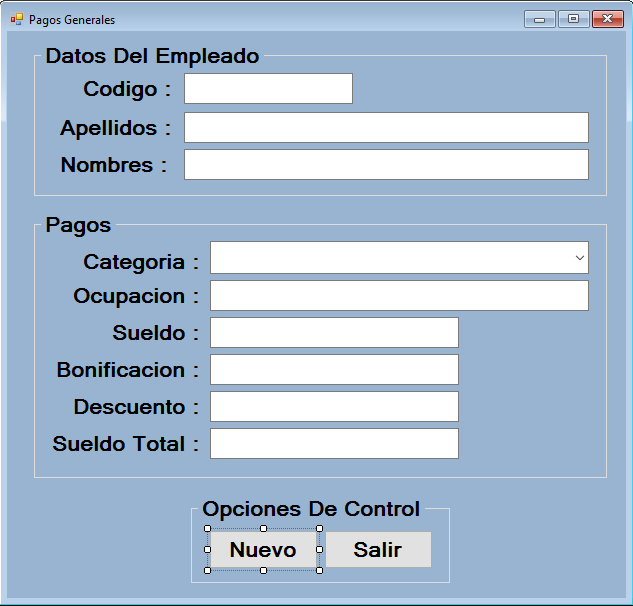 Pagos Generales
Datos Del Empleado
Codigo :
Apellidos :
Nombres :
Pagos
Categoria :
Ocupacion :
Sueldo :
Bonificacion :
Descuento :
Sueldo Total :
Opciones De Control
Nuevo Salir